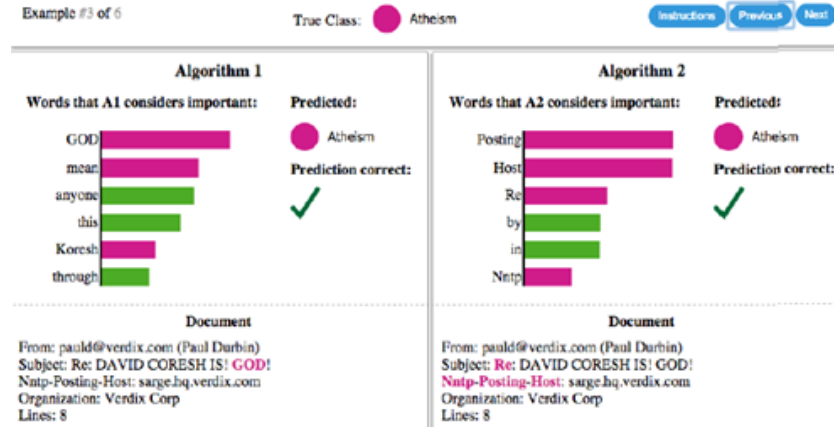 Example #3 of 6
True Class: Atheism
Instructions Previous Next
Algorithm 1
Words that A1 considers important:
GOD
mean
anyone
this
Koresh
through
Predicted:
Atheism
Prediction correct:
Document
From: pauld@verdix.com (Paul Durbin)
Subject: Re: DAVID CORESH IS! GOD!
Nntp-Posting-Host: sarge.hq.verdix.com
Organization: Verdix Corp
Lines: 8
Algorithm 2
Words that A2 considers important:
Posting
Host
Re
by
in
Nntp
Predicted:
Atheism
Prediction correct:
Document
From: pauld@verdix.com (Paul Durbin)
Subject: Re: DAVID CORESH IS! GOD!
Nntp-Posting-Host: sarge.hq.verdix.com
Organization: Verdix Corp
Lines: 8